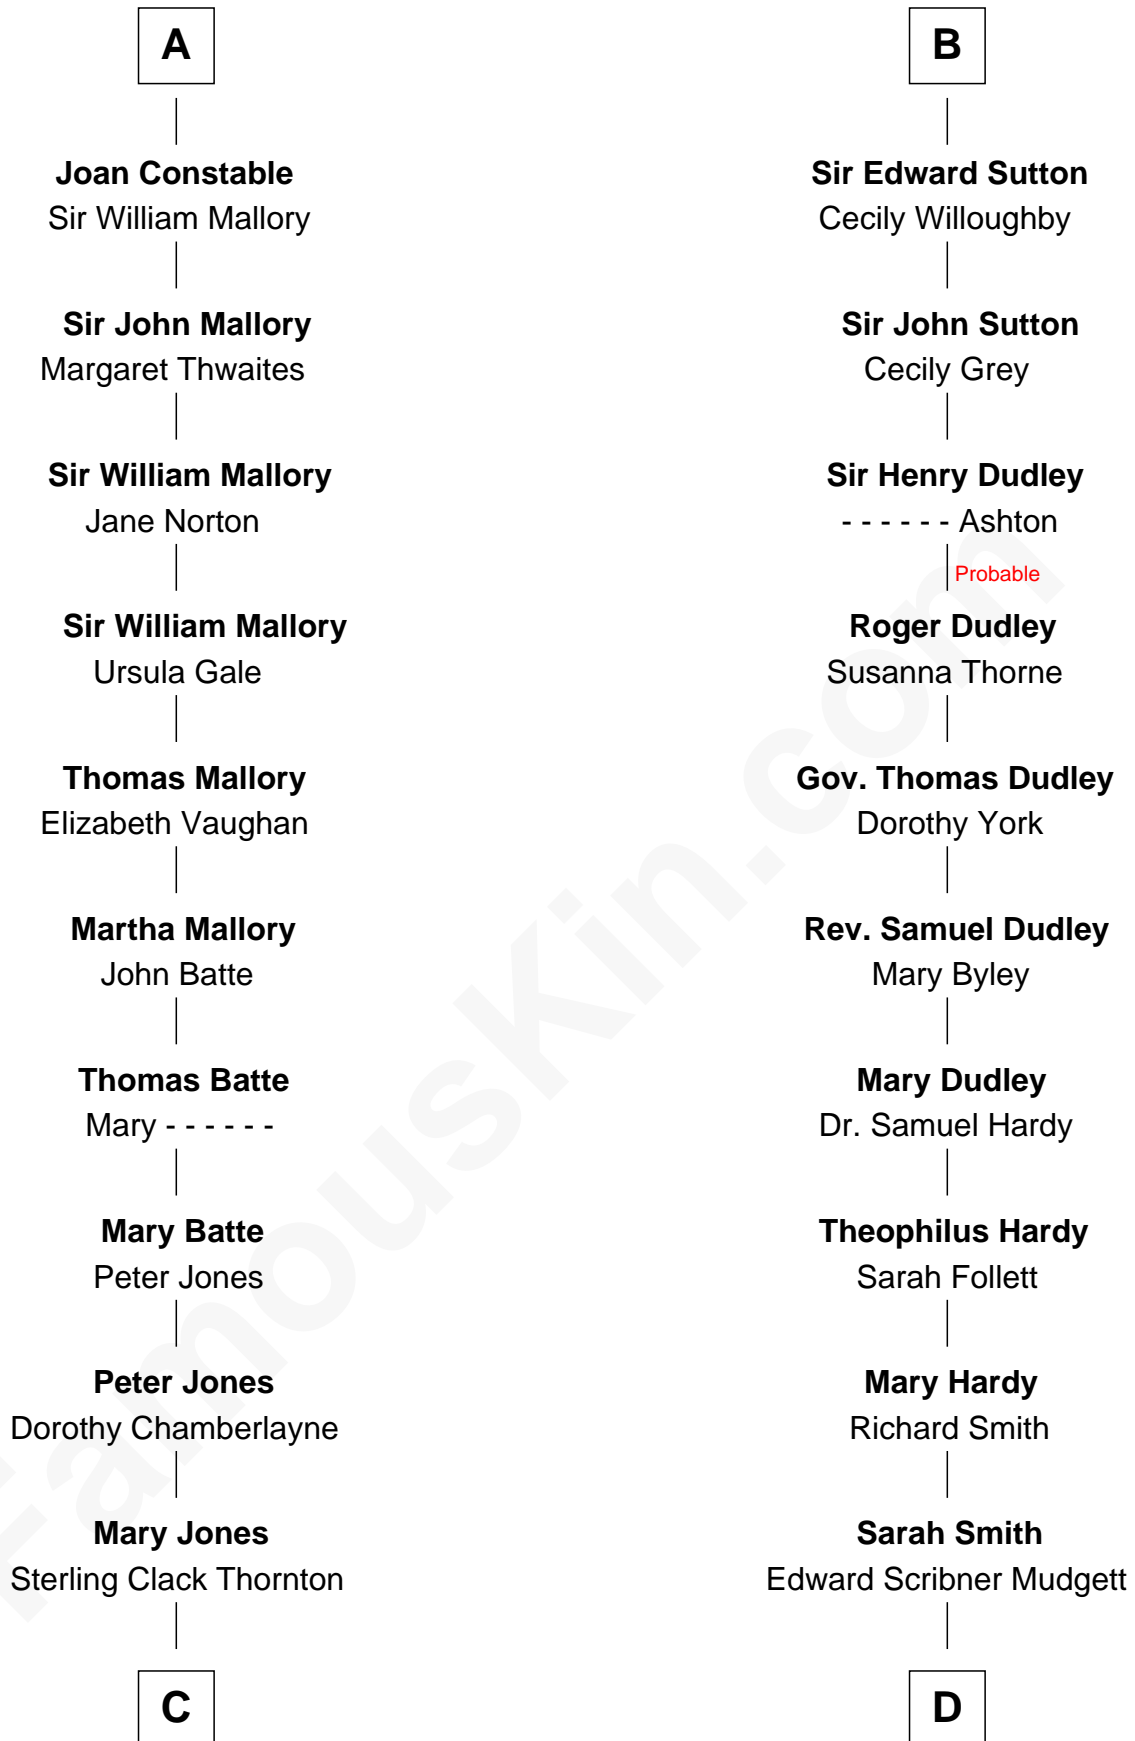 A
Joan Constable
Sir William Mallory
Sir John Mallory
Margaret Thwaites
Sir William Mallory
Jane Norton
Sir William Mallory
Ursula Gale
Thomas Mallory
Elizabeth Vaughan
Martha Mallory
John Batte
Thomas Batte
Mary - - - - - -
Mary Batte
Peter Jones
Peter Jones
Dorothy Chamberlayne
Mary Jones
Sterling Clack Thornton
C
B
Sir Edward Sutton
Cecily Willoughby
Sir John Sutton
Cecily Grey
Sir Henry Dudley
- - - - - - Ashton
Probable
Roger Dudley
Susanna Thorne
Gov. Thomas Dudley
Dorothy York
Rev. Samuel Dudley
Mary Byley
Mary Dudley
Dr. Samuel Hardy
Theophilus Hardy
Sarah Follett
Mary Hardy
Richard Smith
Sarah Smith
Edward Scribner Mudgett
D
FamousKin.com